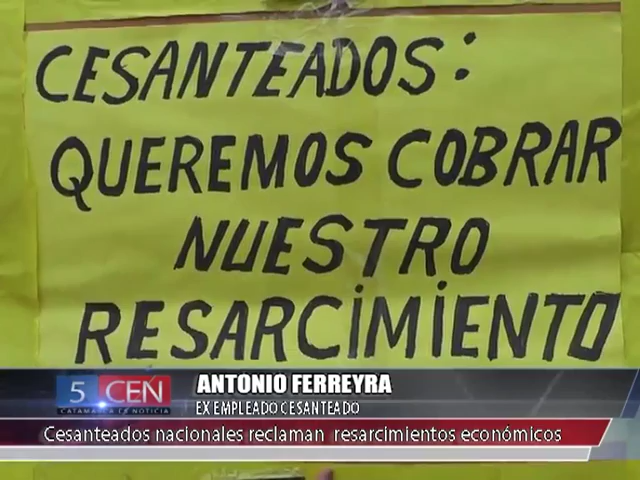 CESANTEADOS:
QUEREMOS COBRAR
NUESTRO
RESARCIMIENTO
5 CEN
CATAMARCA ES NOTICIA
ANTONIO FERREYRA
EX EMPLEADO CESANTEADO
Cesanteados nacionales reclaman resarcimientos económicos